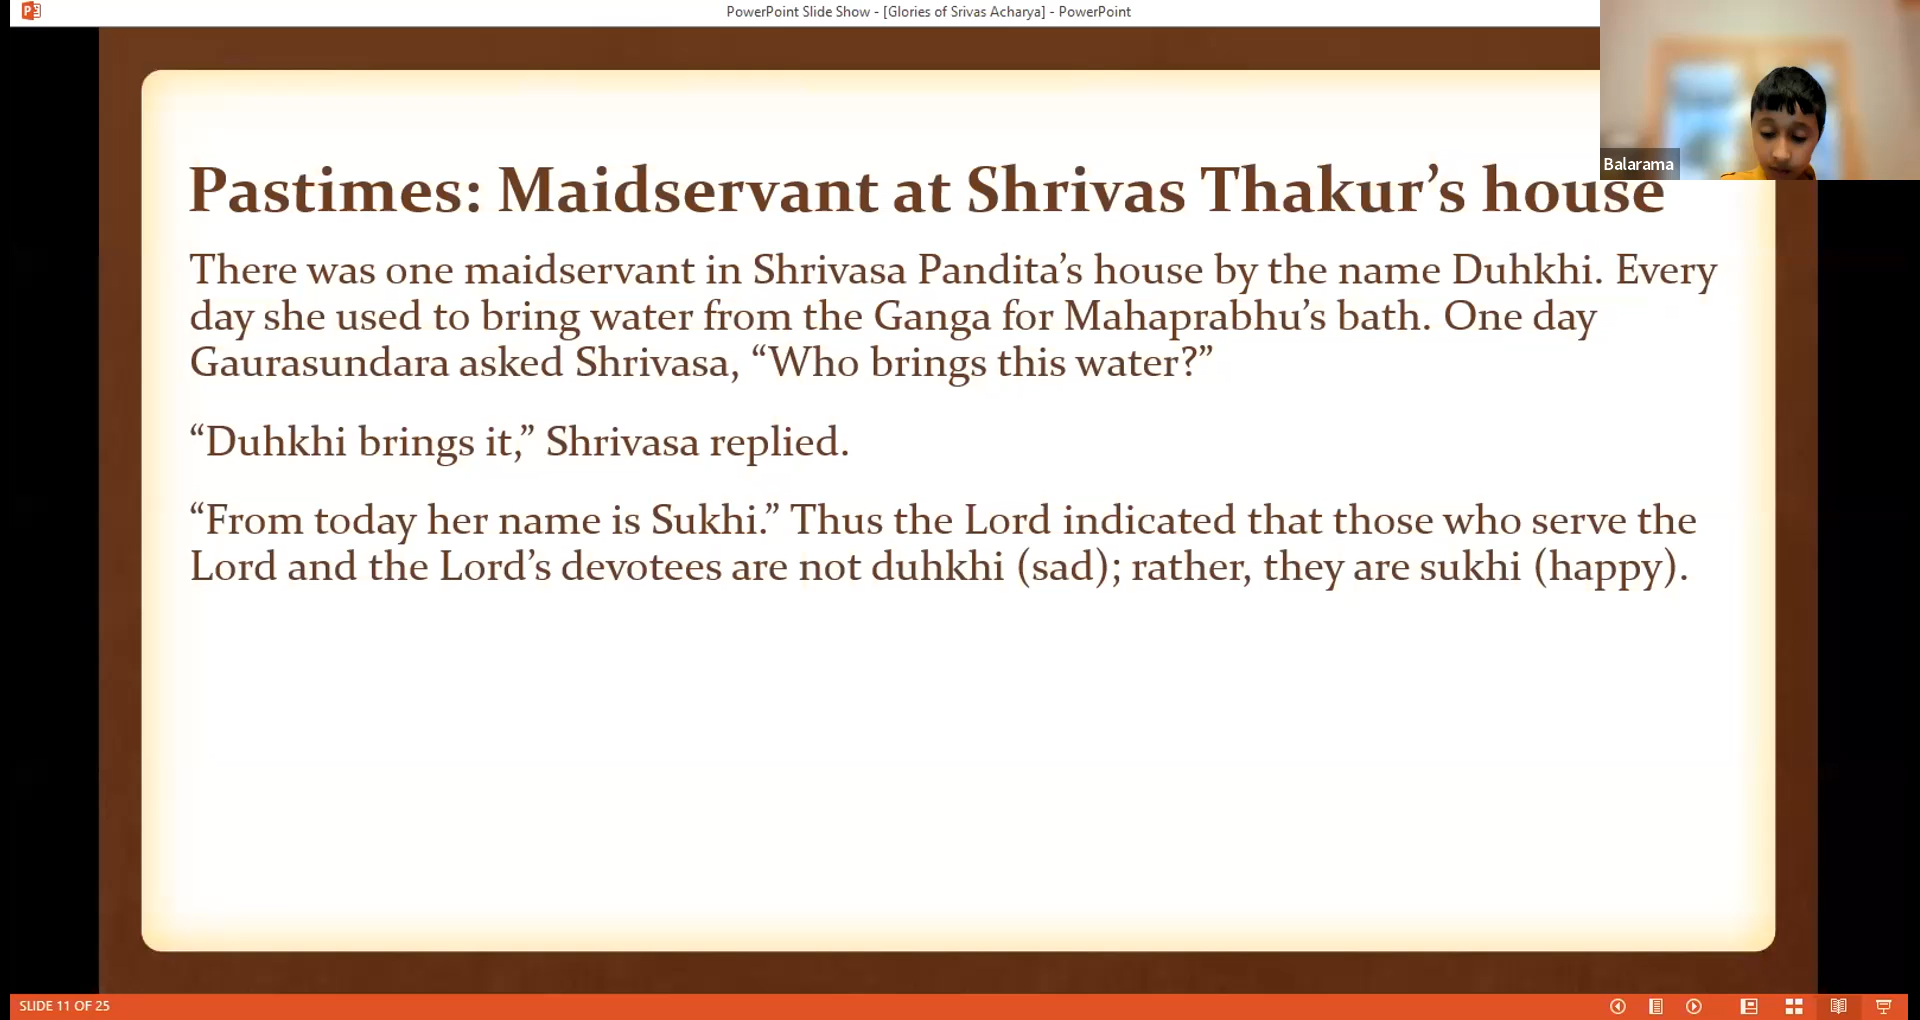 PowerPoint Slide Show - [Glories of Srivas Acharya] - PowerPoint
Balarama
Pastimes: Maidservant at Shrivas Thakur’s house
There was one maidservant in Shrivasa Pandita’s house by the name Duhkhi. Every
day she used to bring water from the Ganga for Mahaprabhu’s bath. One day
Gaurasundara asked Shrivasa, “Who brings this water?”
“Duhkhi brings it,” Shrivasa replied.
“From today her name is Sukhi.” Thus the Lord indicated that those who serve the
Lord and the Lord’s devotees are not duhkhi (sad); rather, they are sukhi (happy).
SLIDE 11 OF 25